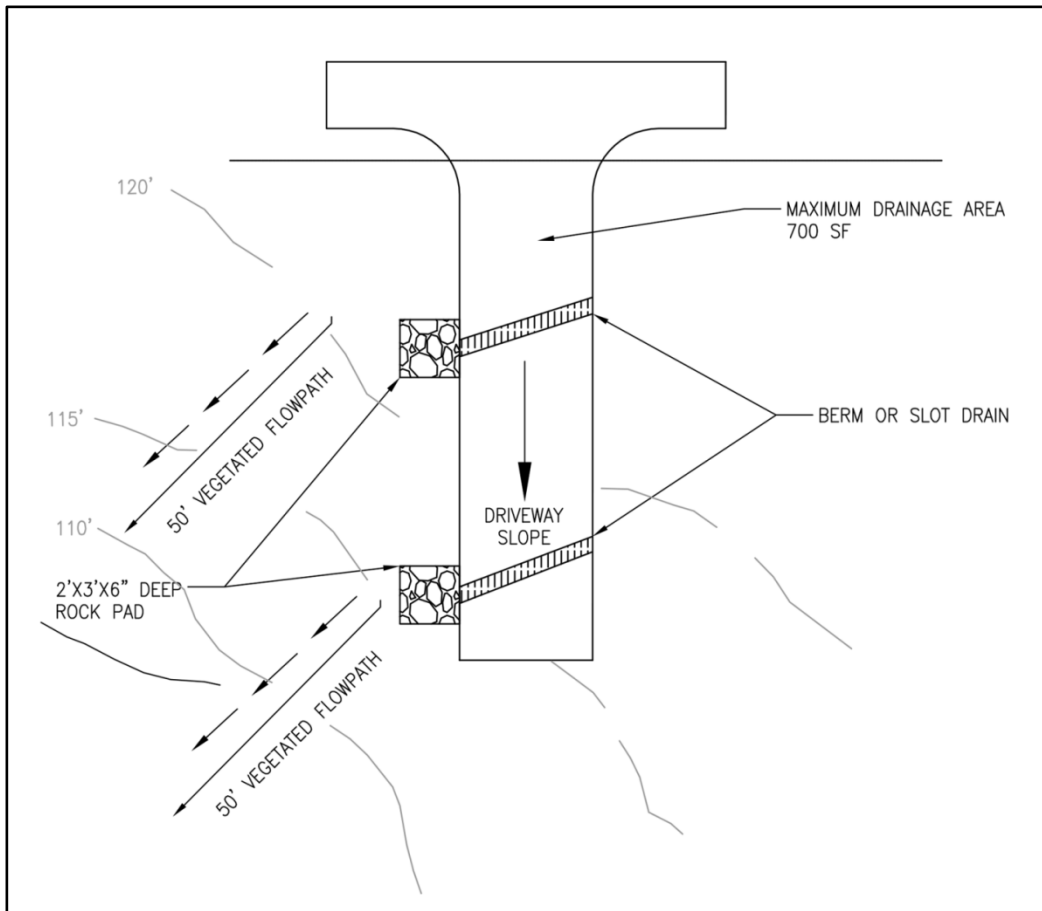 120'
MAXIMUM DRAINAGE AREA
700 SF
115'
50' VEGETATED FLOWPATH
BERM OR SLOT DRAIN
110'
DRIVEWAY
SLOPE
2'X3'X6" DEEP
ROCK PAD
50' VEGETATED FLOWPATH